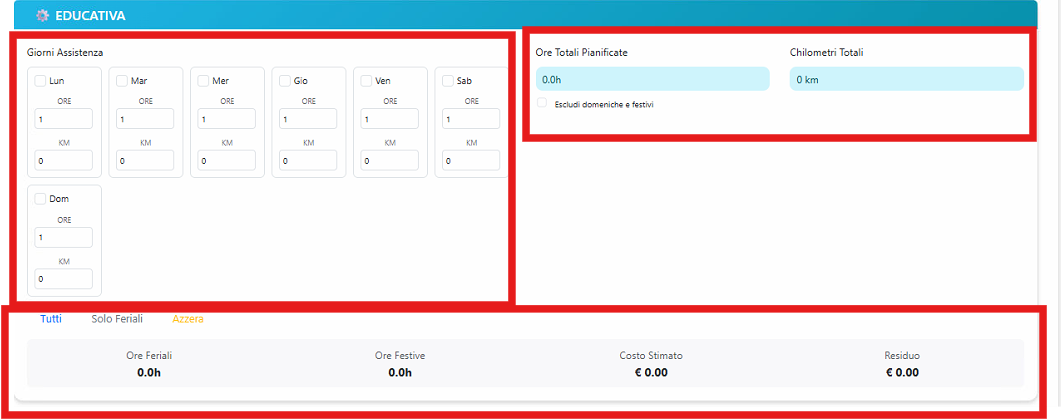 EDUCATIVA
Giorni Assistenza
Lun Mar Mer Gio Ven Sab
ORE ORE ORE ORE ORE ORE
1 1 1 1 1 1
KM KM KM KM KM KM
0 0 0 0 0 0
Dom
ORE
1
KM
0
Ore Totali Pianificate Chilometri Totali
0.0h 0 km
Escludi domeniche e festivi
Tutti Solo Feriali Azzera
Ore Feriali Ore Festive Costo Stimato Residuo
0.0h 0.0h € 0.00 € 0.00